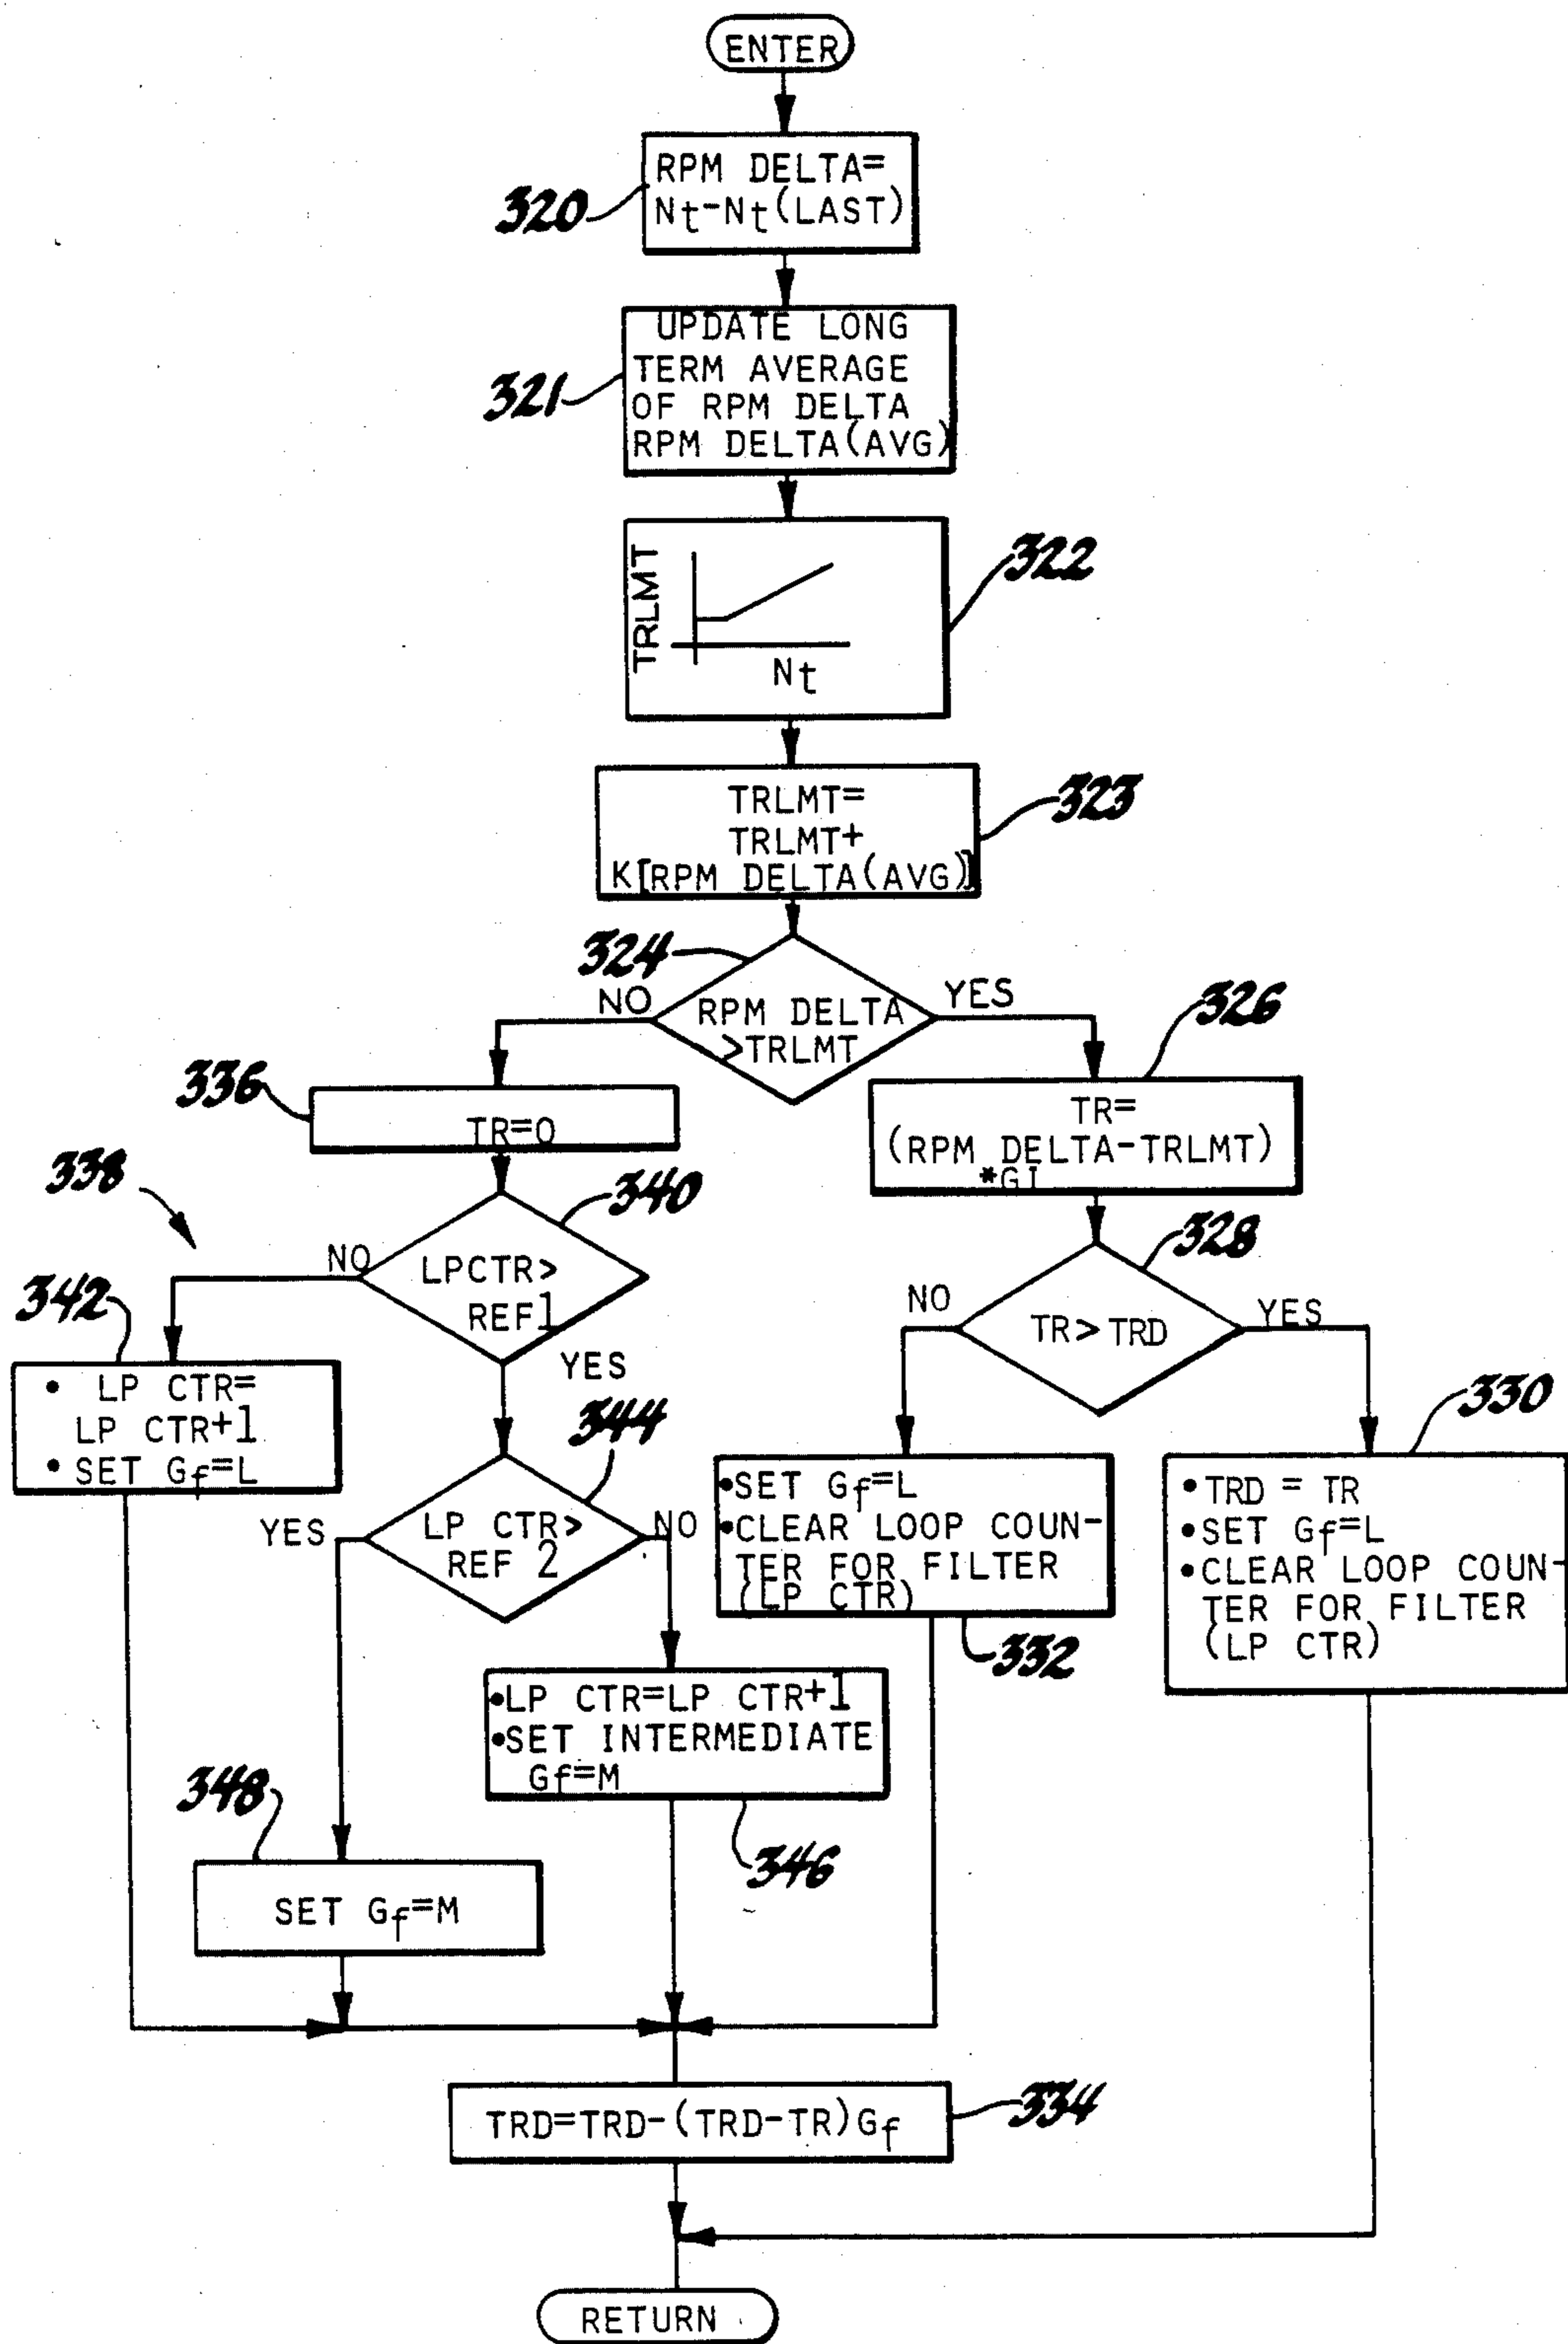 ENTER
RPM DELTA=
Nt-Nt(LAST)
320
UPDATE LONG
TERM AVERAGE
OF RPM DELTA
RPM DELTA(AVG)
321
TRLMT
Nt
322
TRLMT=
TRLMT+
K[RPM DELTA(AVG)]
323
324
NO
YES
RPM DELTA
>TRLMT
326
336
TR=0
TR=
(RPM DELTA-TRLMT)
*GI
338
340
328
NO
LPCTR>
REF1
YES
NO
TR>TRD
YES
342
• LP CTR=
LP CTR+1
• SET Gf=L
344
330
YES
LP CTR>
REF 2
NO
•SET Gf=L
•CLEAR LOOP COUN-
TER FOR FILTER
(LP CTR)
332
•TRD = TR
•SET Gf=L
•CLEAR LOOP COUN-
TER FOR FILTER
(LP CTR)
•LP CTR=LP CTR+1
•SET INTERMEDIATE
Gf=M
346
348
SET Gf=M
TRD=TRD-(TRD-TR)Gf
334
RETURN